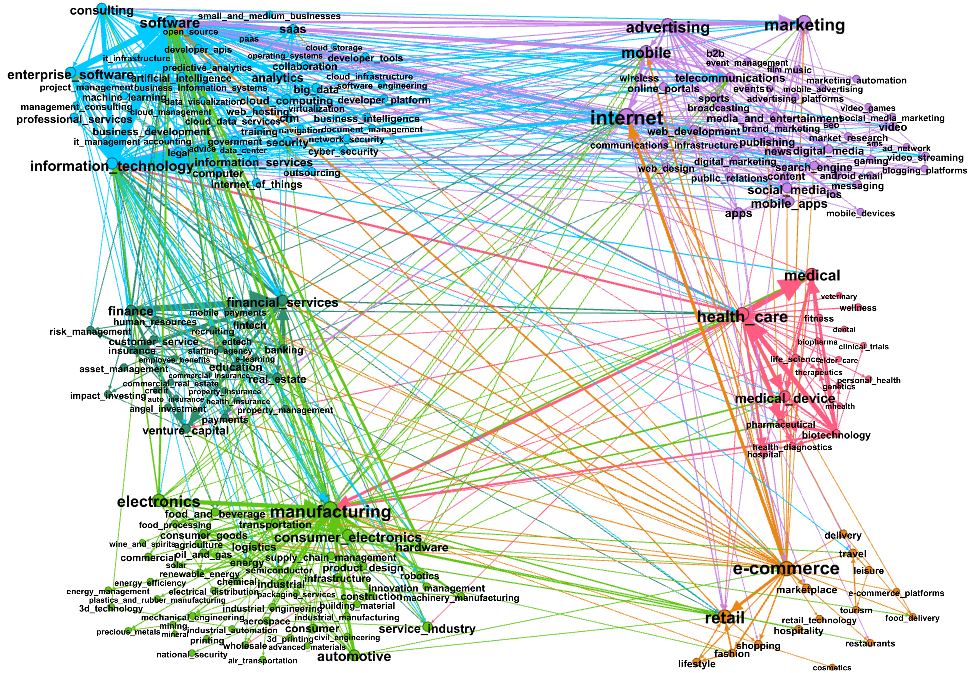 consulting
software
open_source
small_and_medium_businesses
saas
paas
developer_apis
cloud_storage
it_infrastructure
operating_systems
developer_tools
predictive_analytics
collaboration
enterprise_software
artificial_intelligence
analytics
cloud_infrastructure
project_management
business_information_systems
big_data
software_engineering
machine_learning
data_visualization
cloud_computing
developer_platform
management_consulting
cloud_management
web_hosting
virtualization
professional_services
cloud_data_services
crm
business_intelligence
business_development
training
navigation
document_management
it_management
accounting
government
security
network_security
legal
advice
data_center
cyber_security
information_technology
information_services
computer
outsourcing
internet_of_things
advertising
marketing
mobile
b2b
event_management
film
music
wireless
telecommunications
marketing_automation
online_portals
events
tv
mobile_advertising
sports
advertising_platforms
broadcasting
video_games
internet
media_and_entertainment
social_media_marketing
web_development
brand_marketing
seo
video
communications_infrastructure
publishing
market_research
sms
news
digital_media
ad_network
web_design
digital_marketing
gaming
video_streaming
search_engine
public_relations
content
android
email
blogging_platforms
social_media
ios
messaging
mobile_apps
apps
mobile_devices
finance
financial_services
mobile_payments
human_resources
fintech
risk_management
recruiting
customer_service
edtech
insurance
staffing_agency
banking
employee_benefits
e-learning
asset_management
education
commercial_insurance
real_estate
commercial_real_estate
impact_investing
credit
property_insurance
auto_insurance
health_insurance
angel_investment
property_management
payments
venture_capital
medical
veterinary
wellness
health_care
fitness
dental
biopharma
clinical_trials
life_science
elder_care
therapeutics
personal_health
genetics
medical_device
mhealth
pharmaceutical
biotechnology
health_diagnostics
hospital
electronics
manufacturing
food_and_beverage
food_processing
transportation
consumer_goods
consumer_electronics
wine_and_spirits
agriculture
logistics
hardware
commercial
oil_and_gas
supply_chain_management
solar
energy
product_design
renewable_energy
semiconductor
robotics
energy_efficiency
chemical
infrastructure
energy_management
electrical_distribution
industrial
innovation_management
plastics_and_rubber_manufacturing
packaging_services
construction
machinery_manufacturing
3d_technology
industrial_engineering
building_material
mechanical_engineering
industrial_manufacturing
mining
aerospace
precious_metals
mineral
industrial_automation
consumer
service_industry
printing
3d_printing
civil_engineering
wholesale
advanced_materials
national_security
automotive
air_transportation
delivery
travel
e-commerce
leisure
marketplace
e-commerce_platforms
tourism
retail
retail_technology
food_delivery
hospitality
shopping
restaurants
fashion
lifestyle
cosmetics